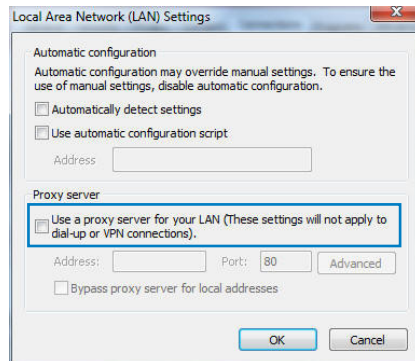 Local Area Network (LAN) Settings
Automatic configuration
Automatic configuration may override manual settings. To ensure the
use of manual settings, disable automatic configuration.
Automatically detect settings
Use automatic configuration script
Address
Proxy server
Use a proxy server for your LAN (These settings will not apply to
dial-up or VPN connections).
Address: Port: 80 Advanced
Bypass proxy server for local addresses
OK Cancel